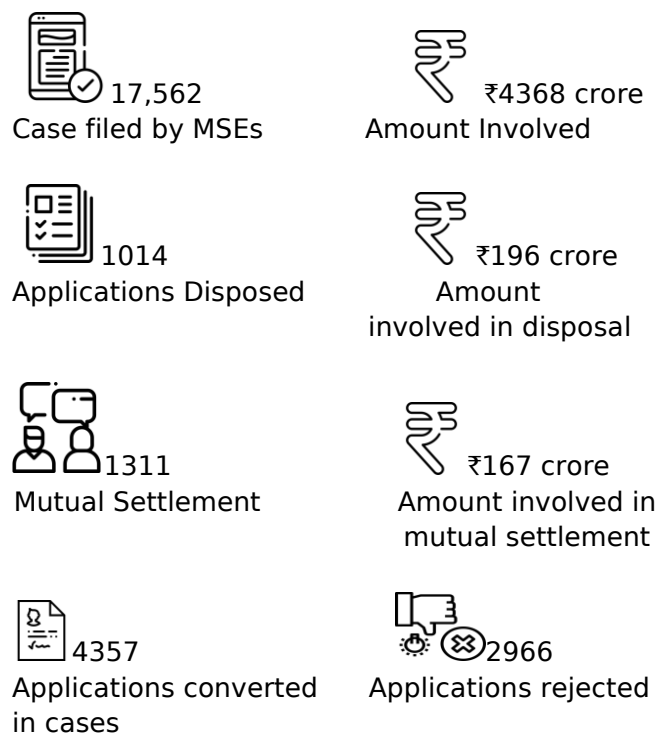 17,562
Case filed by MSEs
₹4368 crore
Amount Involved
1014
Applications Disposed
₹196 crore
Amount
involved in disposal
1311
Mutual Settlement
₹167 crore
Amount involved in
mutual settlement
4357
Applications converted
in cases
2966
Applications rejected